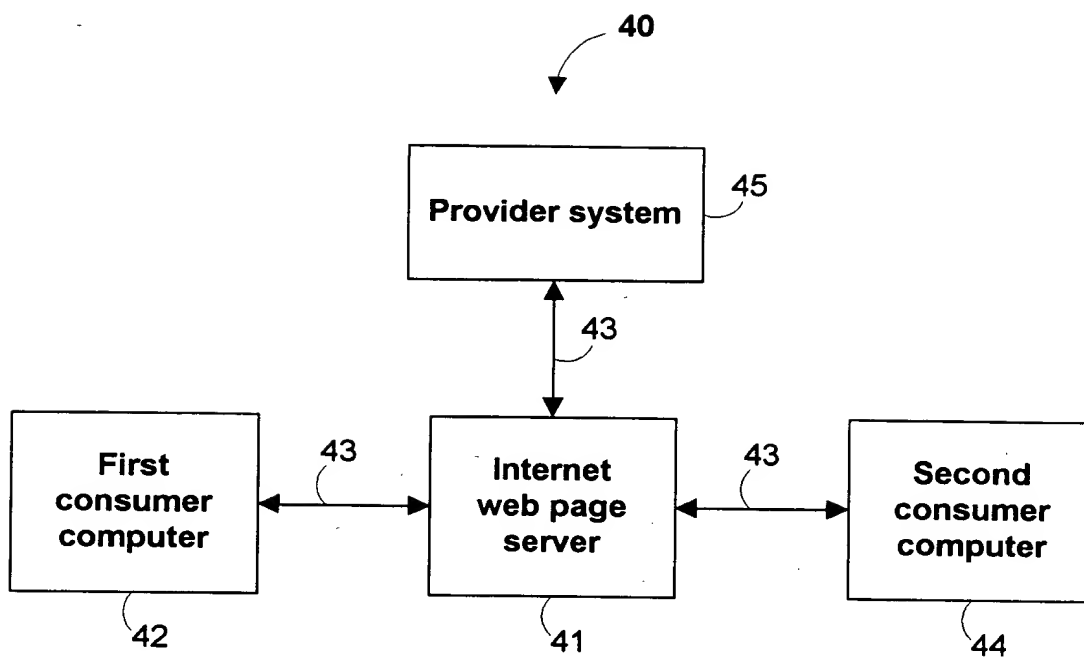 40
Provider system
45
43
First
consumer
computer
43
Internet
web page
server
43
Second
consumer
computer
42
41
44